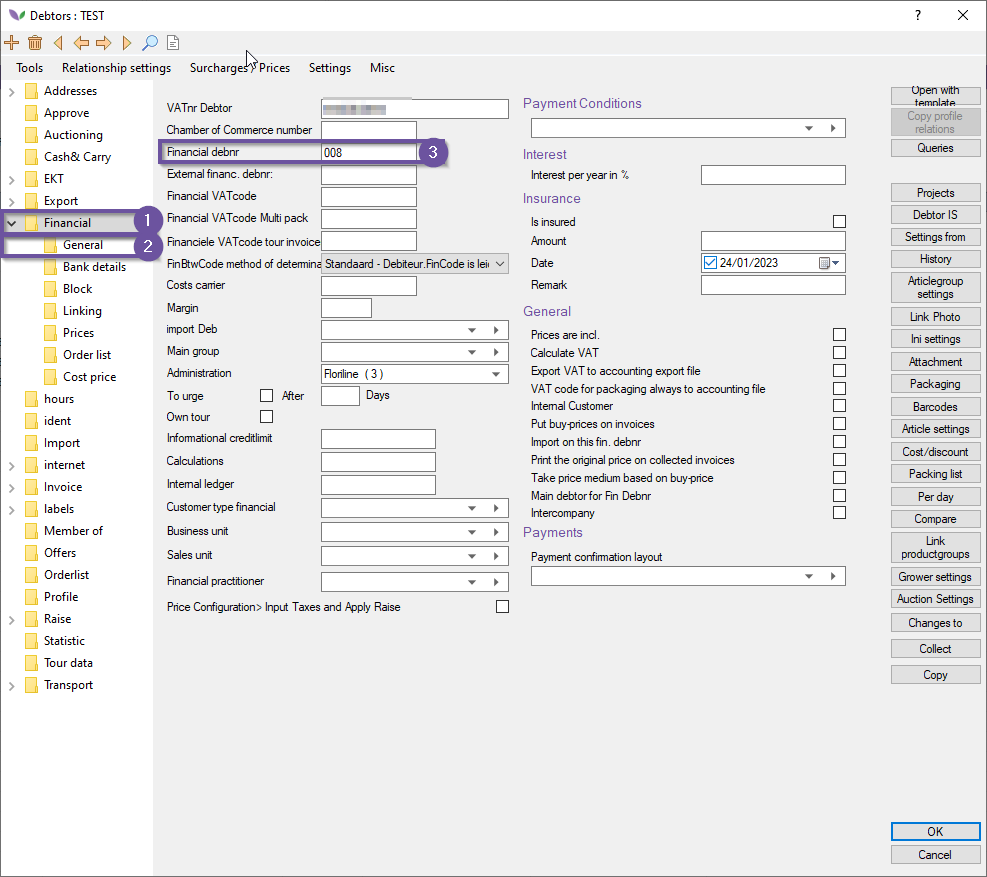 Debtors : TEST
?
Tools Relationship settings Surcharges / Prices Settings Misc
Addresses
Approve
Auctioning
Cash& Carry
EKT
Export
Financial
1
General
2
Bank details
Block
Linking
Prices
Order list
Cost price
hours
ident
Import
internet
Invoice
labels
Member of
Offers
Orderlist
Profile
Raise
Statistic
Tour data
Transport
VATnr Debtor
Chamber of Commerce number
Financial debnr 008
3
External financ. debnr:
Financial VATcode
Financial VATcode Multi pack
Financiele VATcode tour invoice
FinBtwCode method of determina Standaard - Debiteur.FinCode is lei
Costs carrier
Margin
import Deb
Main group
Administration Floriline ( 3 )
To urge After Days
Own tour
Informational creditlimit
Calculations
Internal ledger
Customer type financial
Business unit
Sales unit
Financial practitioner
Price Configuration> Input Taxes and Apply Raise
Payment Conditions
Interest
Interest per year in %
Insurance
Is insured
Amount
Date 24/01/2023
Remark
General
Prices are incl.
Calculate VAT
Export VAT to accounting export file
VAT code for packaging always to accounting file
Internal Customer
Put buy-prices on invoices
Import on this fin. debnr
Print the original price on collected invoices
Take price medium based on buy-price
Main debtor for Fin Debnr
Intercompany
Payments
Payment confirmation layout
Open with
template
Copy profile
relations
Queries
Projects
Debtor IS
Settings from
History
Articlegroup
settings
Link Photo
Ini settings
Attachment
Packaging
Barcodes
Article settings
Cost/discount
Packing list
Per day
Compare
Link
productgroups
Grower settings
Auction Settings
Changes to
Collect
Copy
OK
Cancel